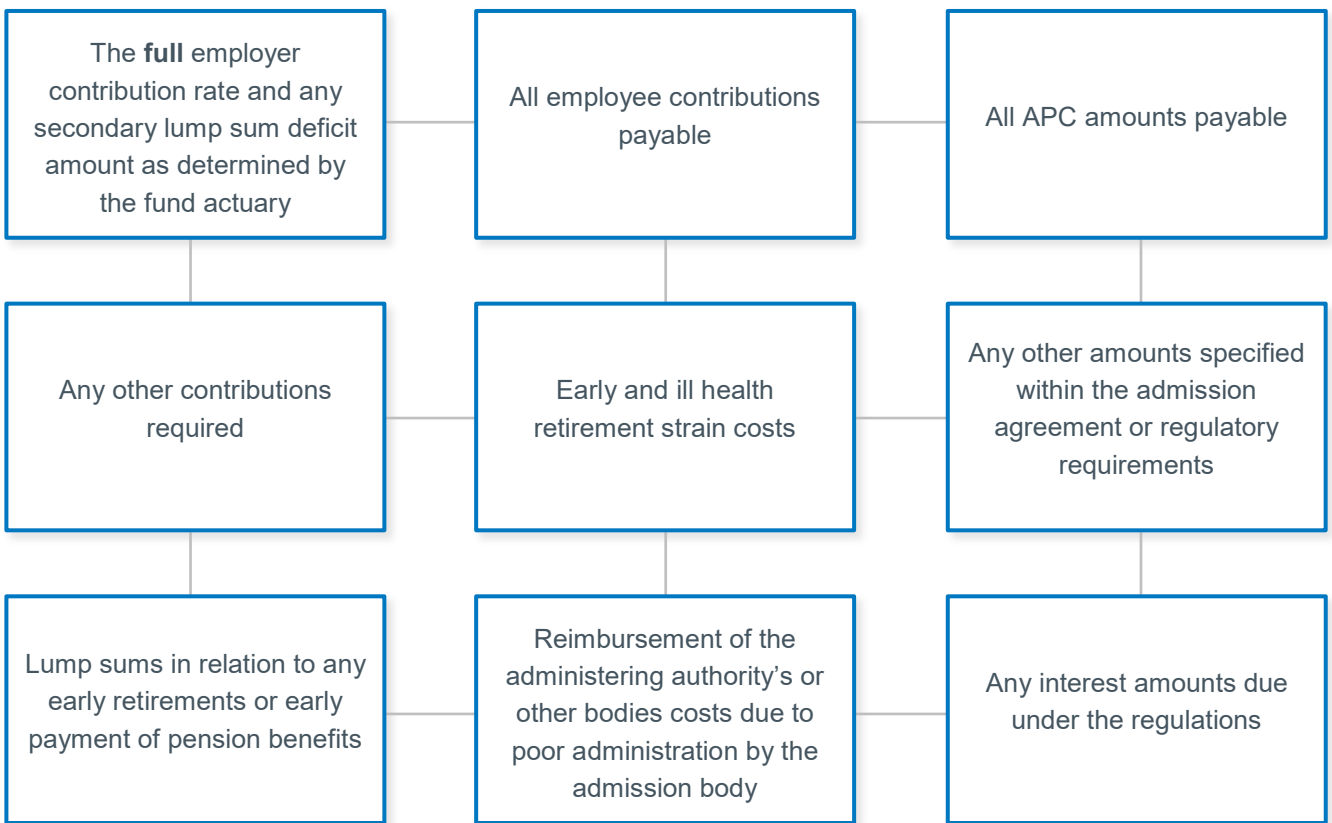 The full employer
contribution rate and any
secondary lump sum deficit
amount as determined by
the fund actuary
All employee contributions
payable
All APC amounts payable
Any other contributions
required
Early and ill health
retirement strain costs
Any other amounts specified
within the admission
agreement or regulatory
requirements
Lump sums in relation to any
early retirements or early
payment of pension benefits
Reimbursement of the
administering authority’s or
other bodies costs due to
poor administration by the
admission body
Any interest amounts due
under the regulations